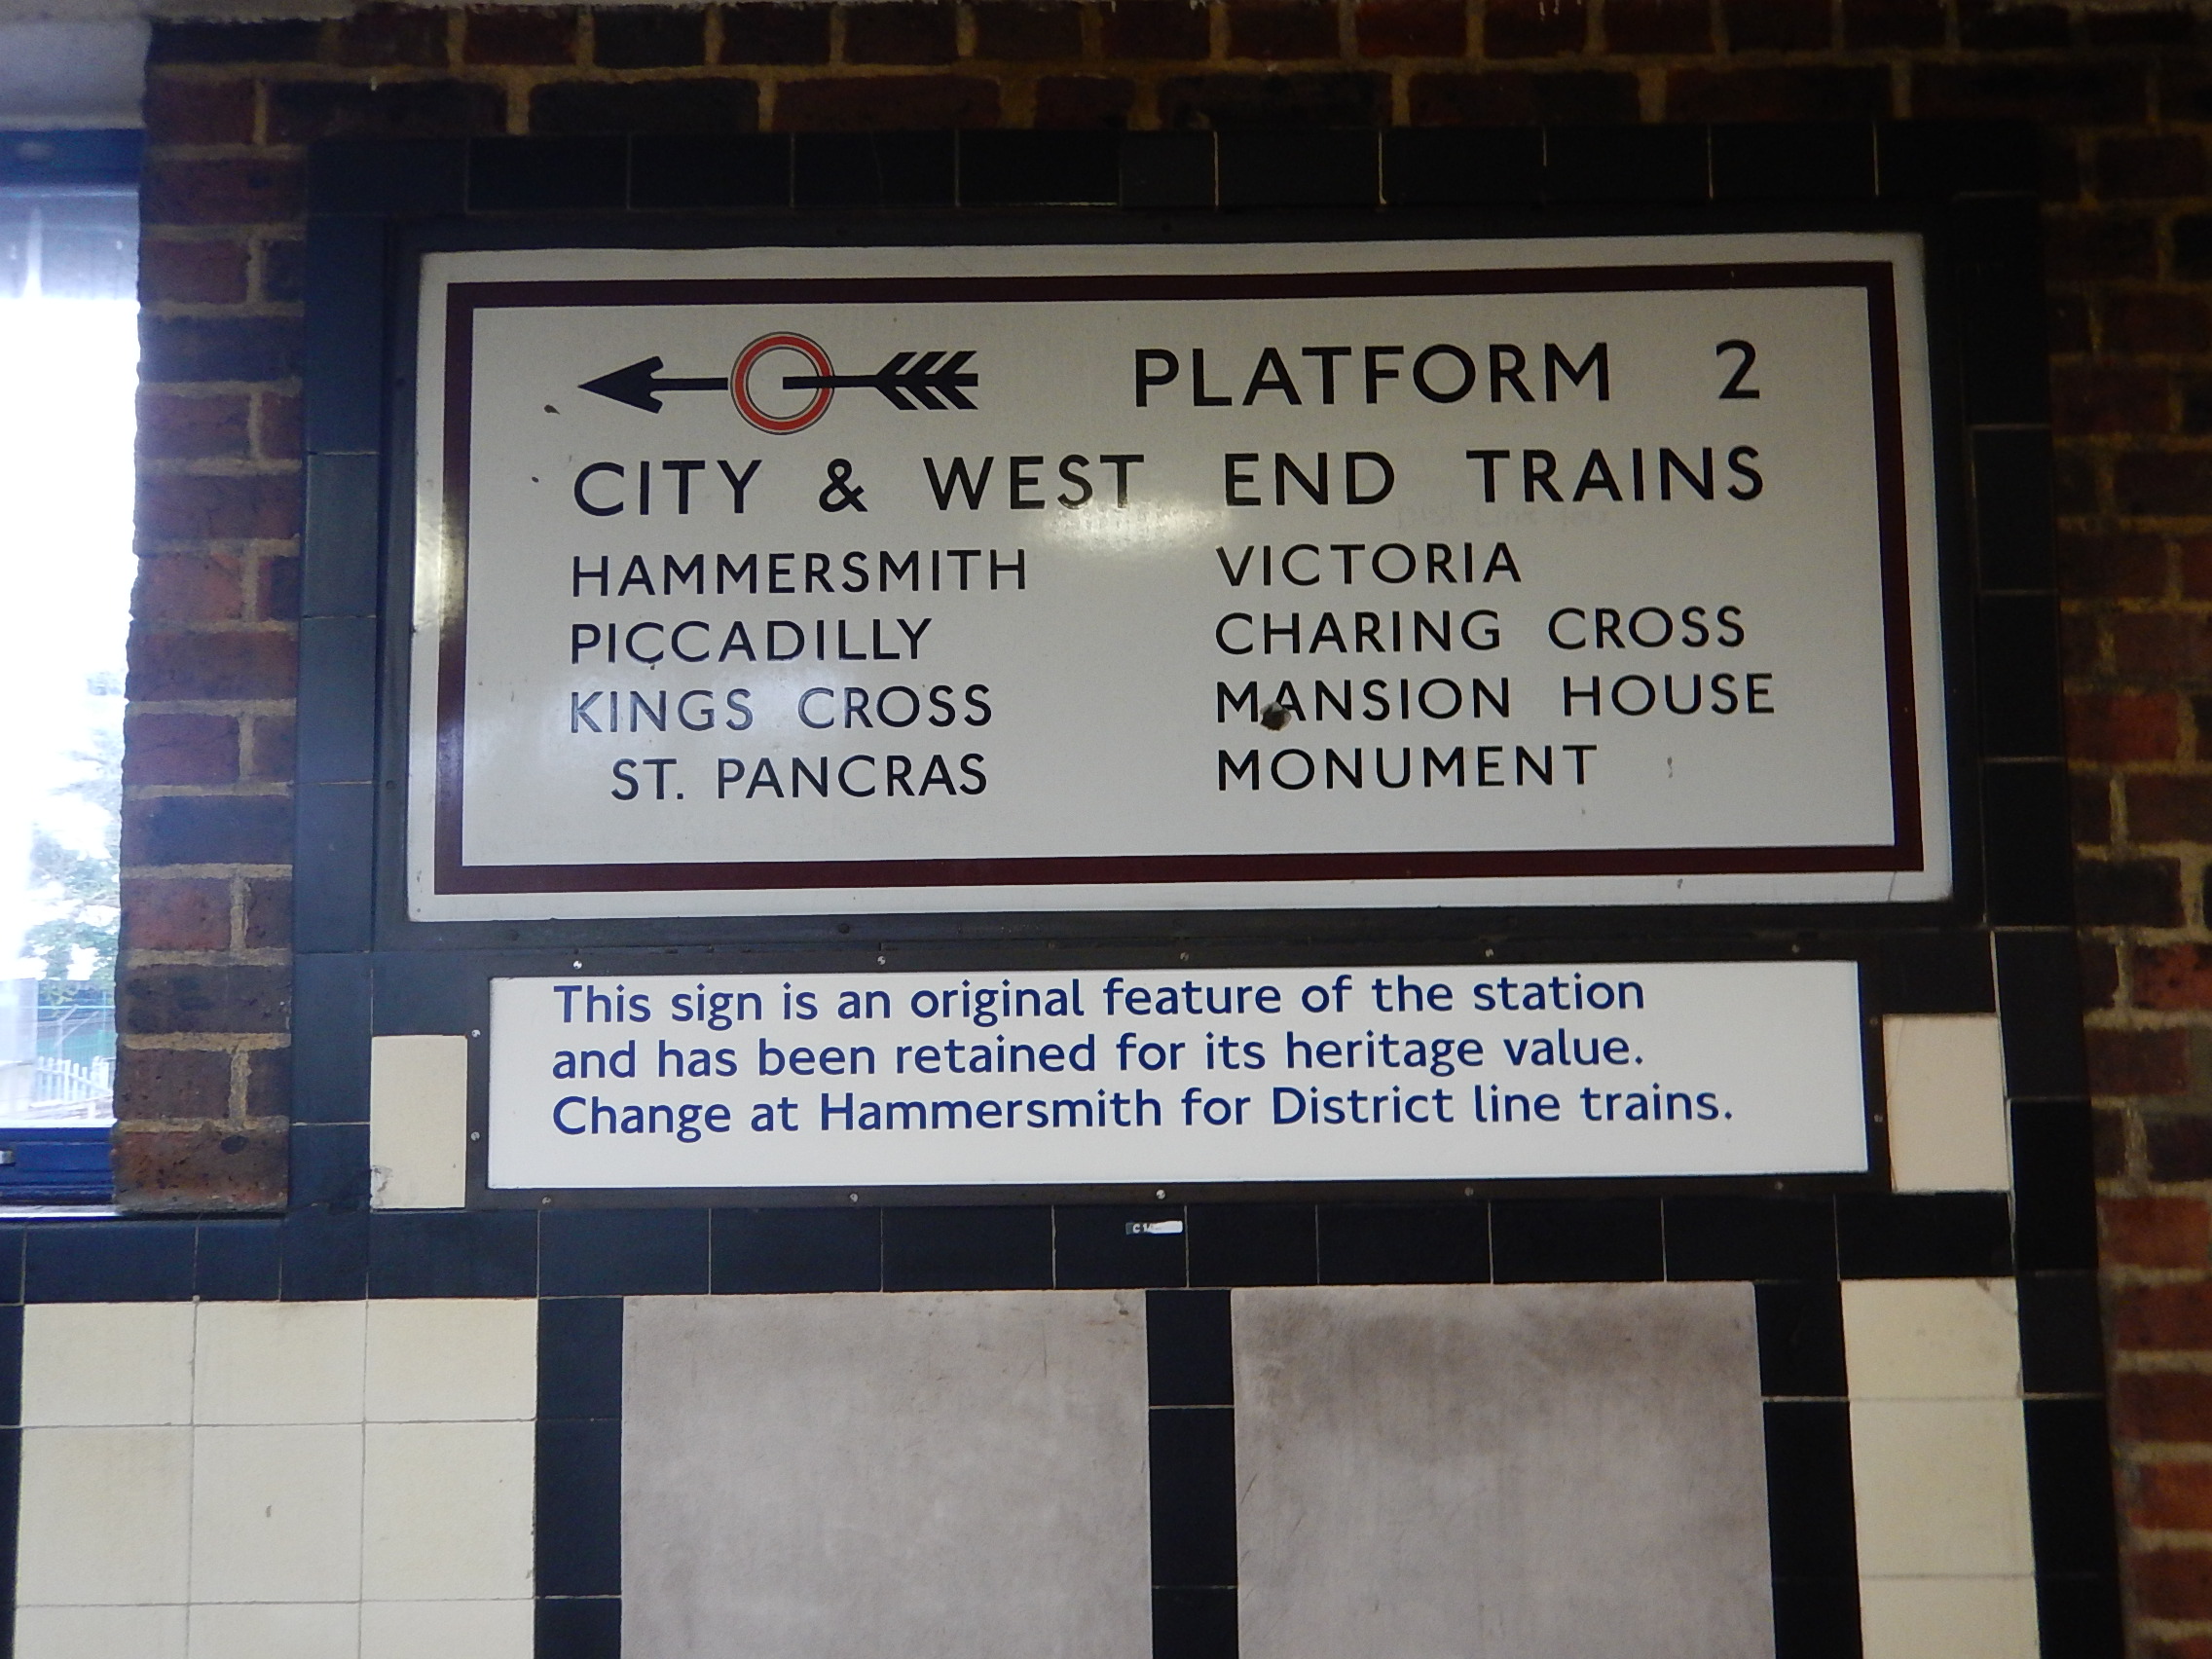 PLATFORM 2
CITY & WEST END TRAINS
HAMMERSMITH
PICCADILLY
KINGS CROSS
ST. PANCRAS
VICTORIA
CHARING CROSS
MANSION HOUSE
MONUMENT
This sign is an original feature of the station
and has been retained for its heritage value.
Change at Hammersmith for District line trains.